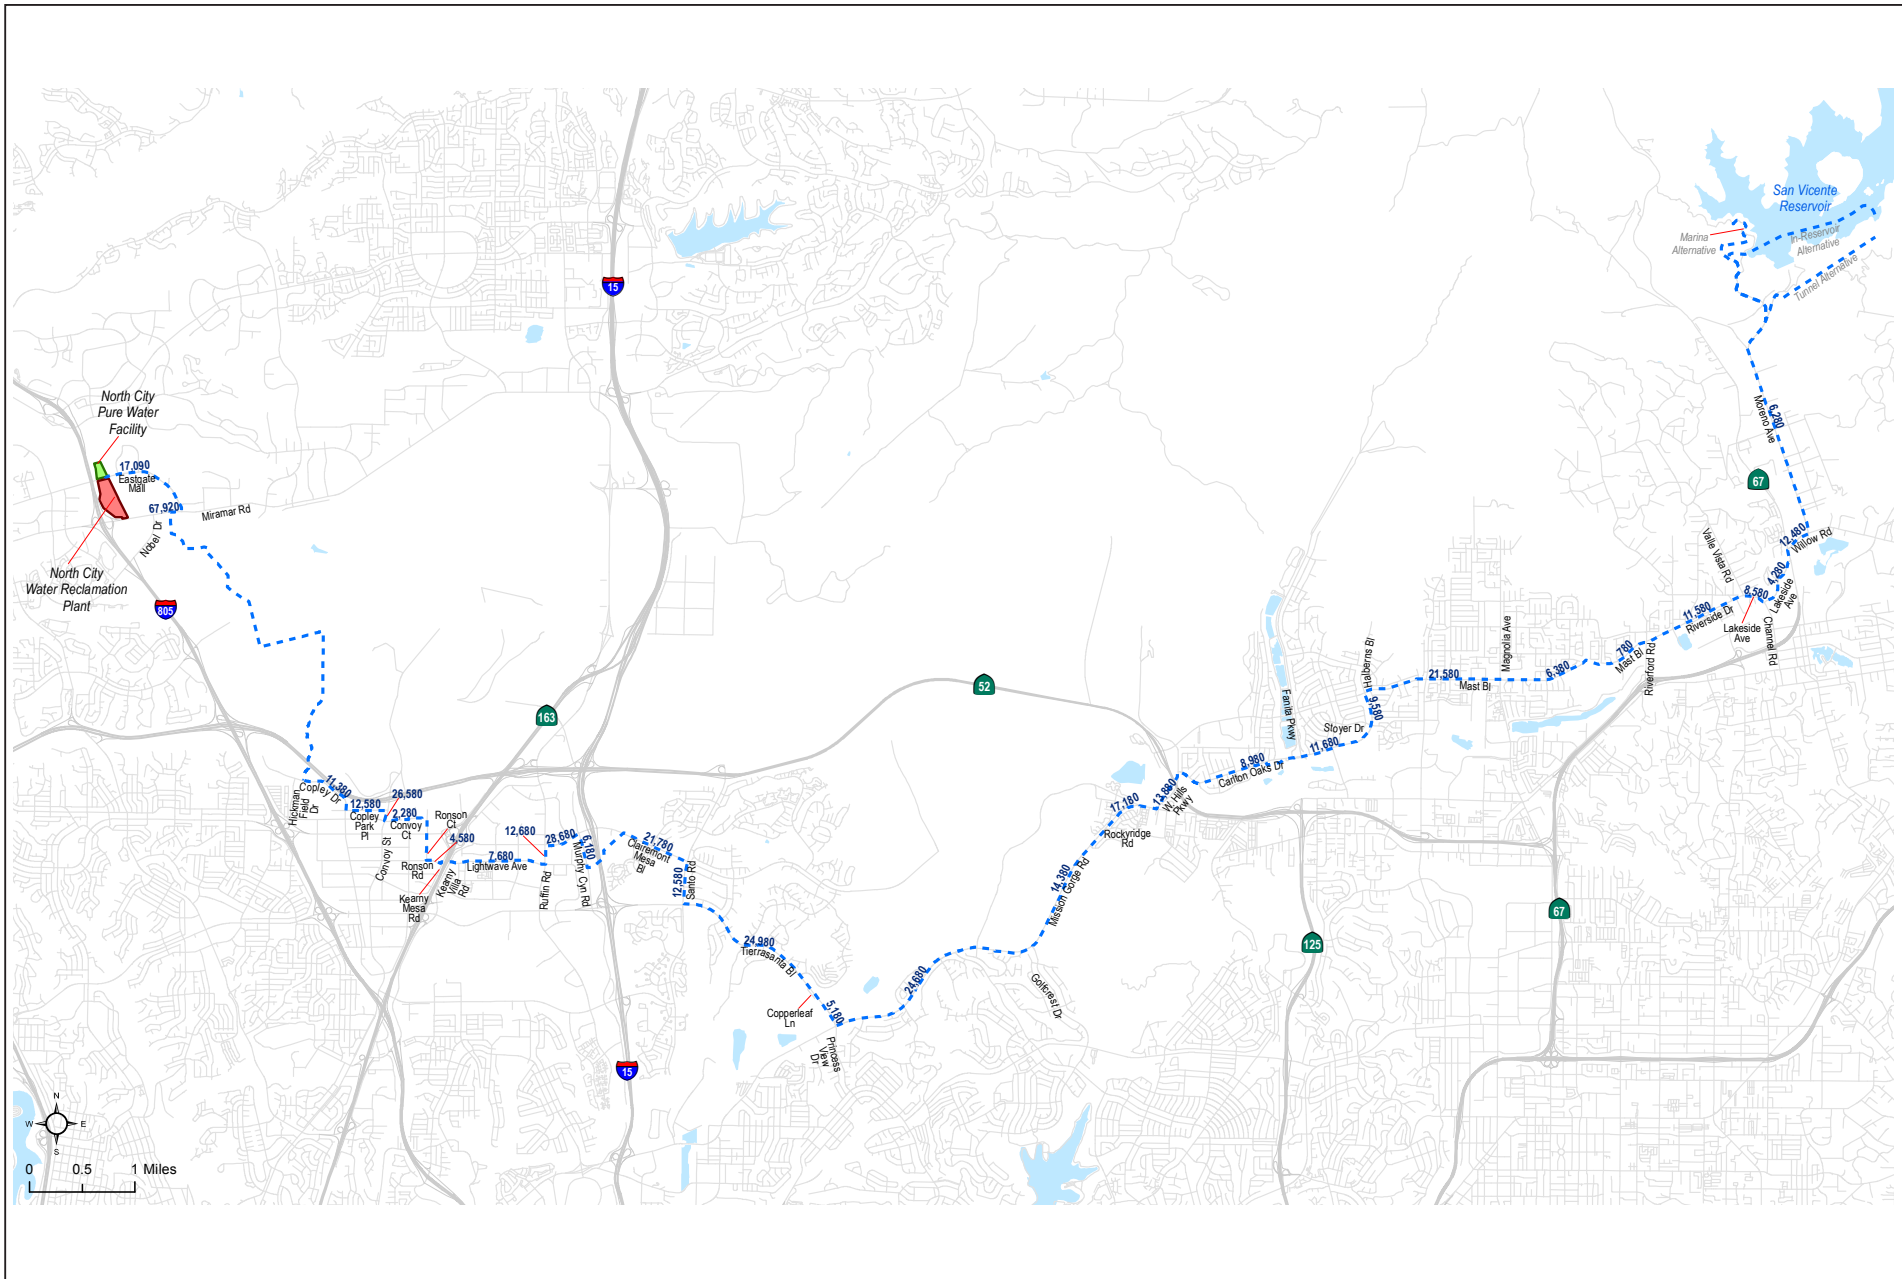 San Vicente
Reservoir
Marina
Alternative
In-Reservoir
Alternative
Tunnel Alternative
15
North City
Pure Water
Facility
17,090
Eastgate
Mall
67,920
Miramar Rd
Nobel Dr
North City
Water Reclamation
Plant
805
6,280
Moreno Ave
67
12,480
Willow Rd
Valle Vista Rd
4,280
Lakeside
Ave
8,580
11,580
Riverside Dr
Lakeside
Ave
Channel Rd
780
Mast Bl
Riverford Rd
Magnolia Ave
6,380
21,580
Mast Bl
Halberns Bl
9,580
52
163
Fanita Pkwy
Stoyer Dr
11,680
8,980
Carlton Oaks Dr
13,880
W. Hills
Pkwy
17,180
Rockyridge
Rd
11,380
Copley Dr
Hickman
Field
Dr
12,580
Copley
Park
Pl
26,580
2,280
Convoy
Ct
Convoy St
Ronson
Ct
4,580
Ronson
Rd
Kearny
Mesa
Rd
Kearny
Villa
Rd
7,680
Lightwave Ave
12,680
28,680
Ruffin Rd
6,180
Murphy Cyn Rd
21,780
Clairemont
Mesa
Bl
12,580
Santo Rd
14,380
Mission Gorge Rd
24,980
Tierrasanta Bl
24,680
Golfcrest Dr
Copperleaf
Ln
5,180
Princess
View
Dr
67
125
15
N
W
E
S
0
0.5
1 Miles